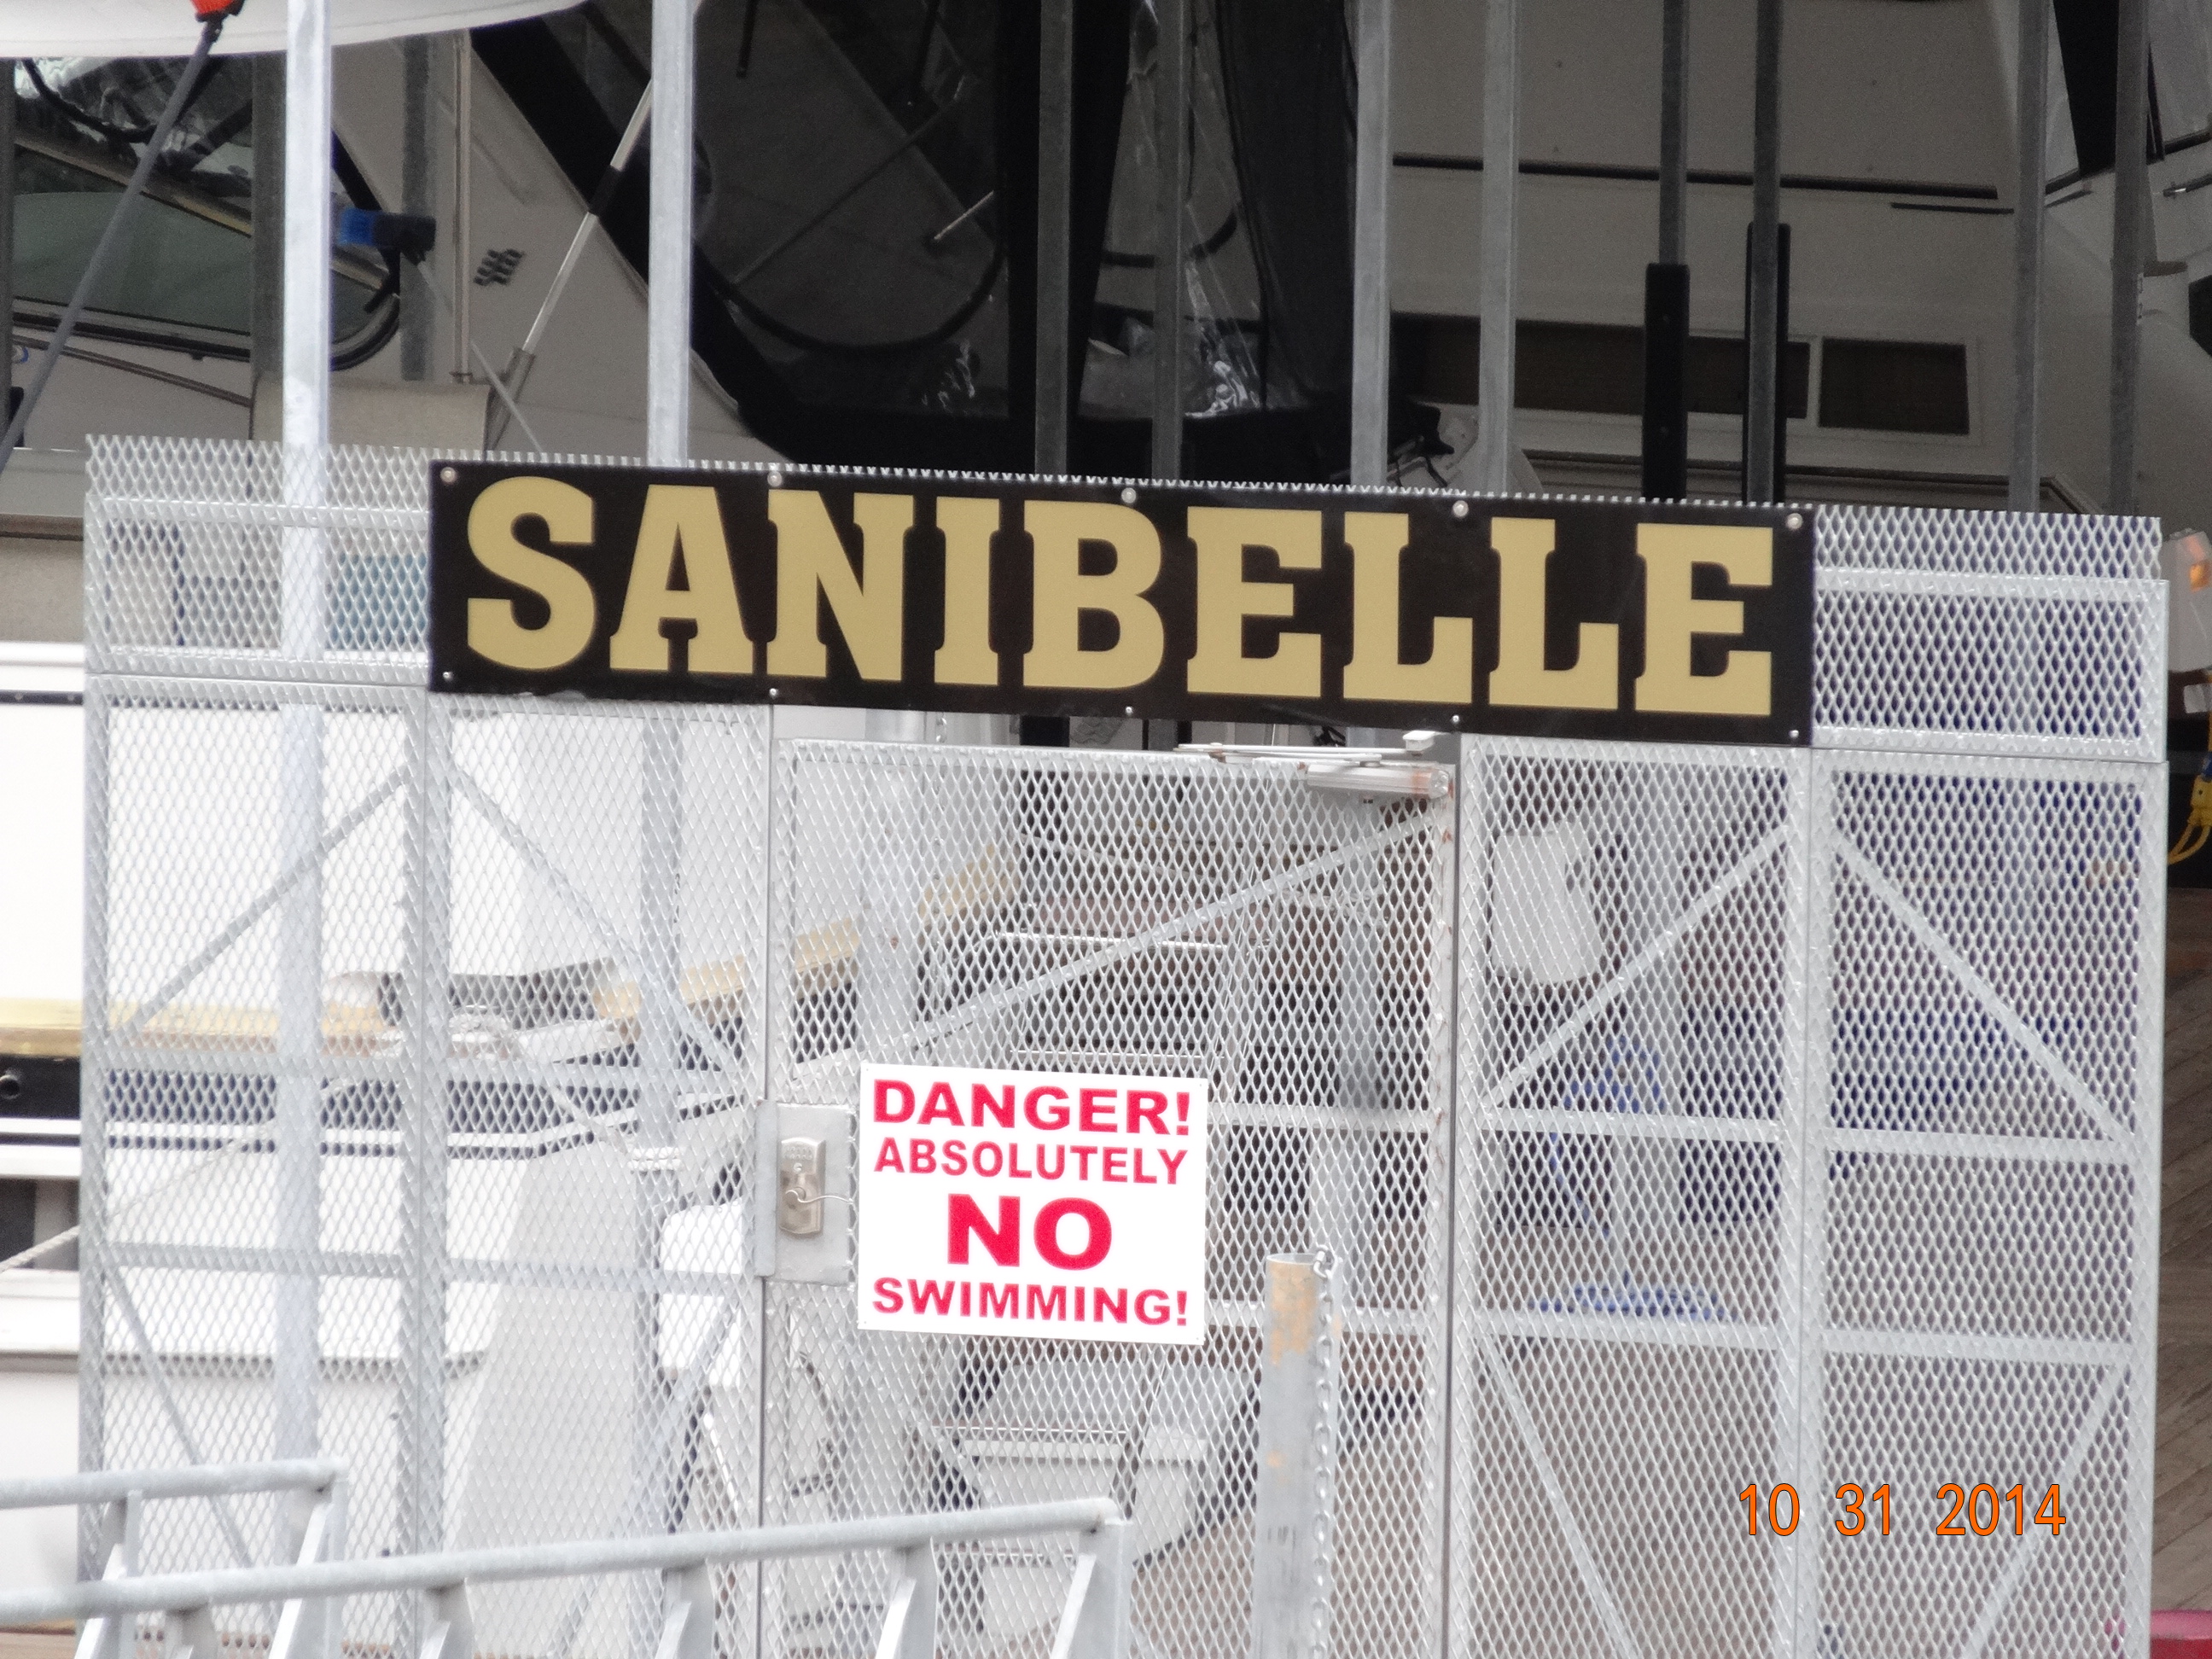 SANIBELLE
DANGER!
ABSOLUTELY
NO
SWIMMING!
10 31 2014